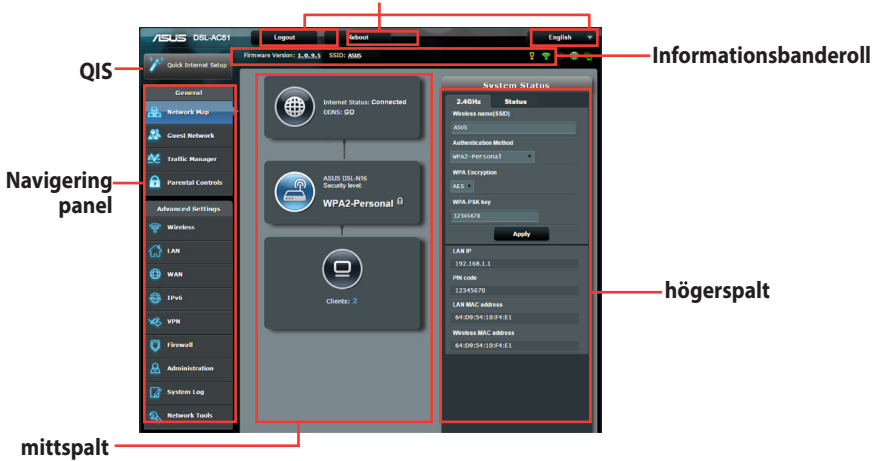 ASUS DSL-AC51
Logout
Reboot
English
Firmware Version: 1.0.9.5 SSID: ASUS
Informationsbanderoll
QIS
Quick Internet Setup
General
Network Map
Guest Network
Traffic Manager
Parental Controls
Navigering
panel
Advanced Settings
Wireless
LAN
WAN
IPv6
VPN
Firewall
Administration
System Log
Network Tools
Internet Status: Connected
DDNS: GO
ASUS DSL-N16
Security level:
WPA2-Personal
Clients: 2
System Status
2.4GHz Status
Wireless name(SSID)
ASUS
Authentication Method
WPA2-Personal
WPA Encryption
AES
WPA-PSK key
12345678
Apply
LAN IP
192.168.1.1
PIN code
12345670
LAN MAC address
64:D9:54:10:F4:E1
Wireless MAC address
64:D9:54:10:F4:E1
högerspalt
mittspalt